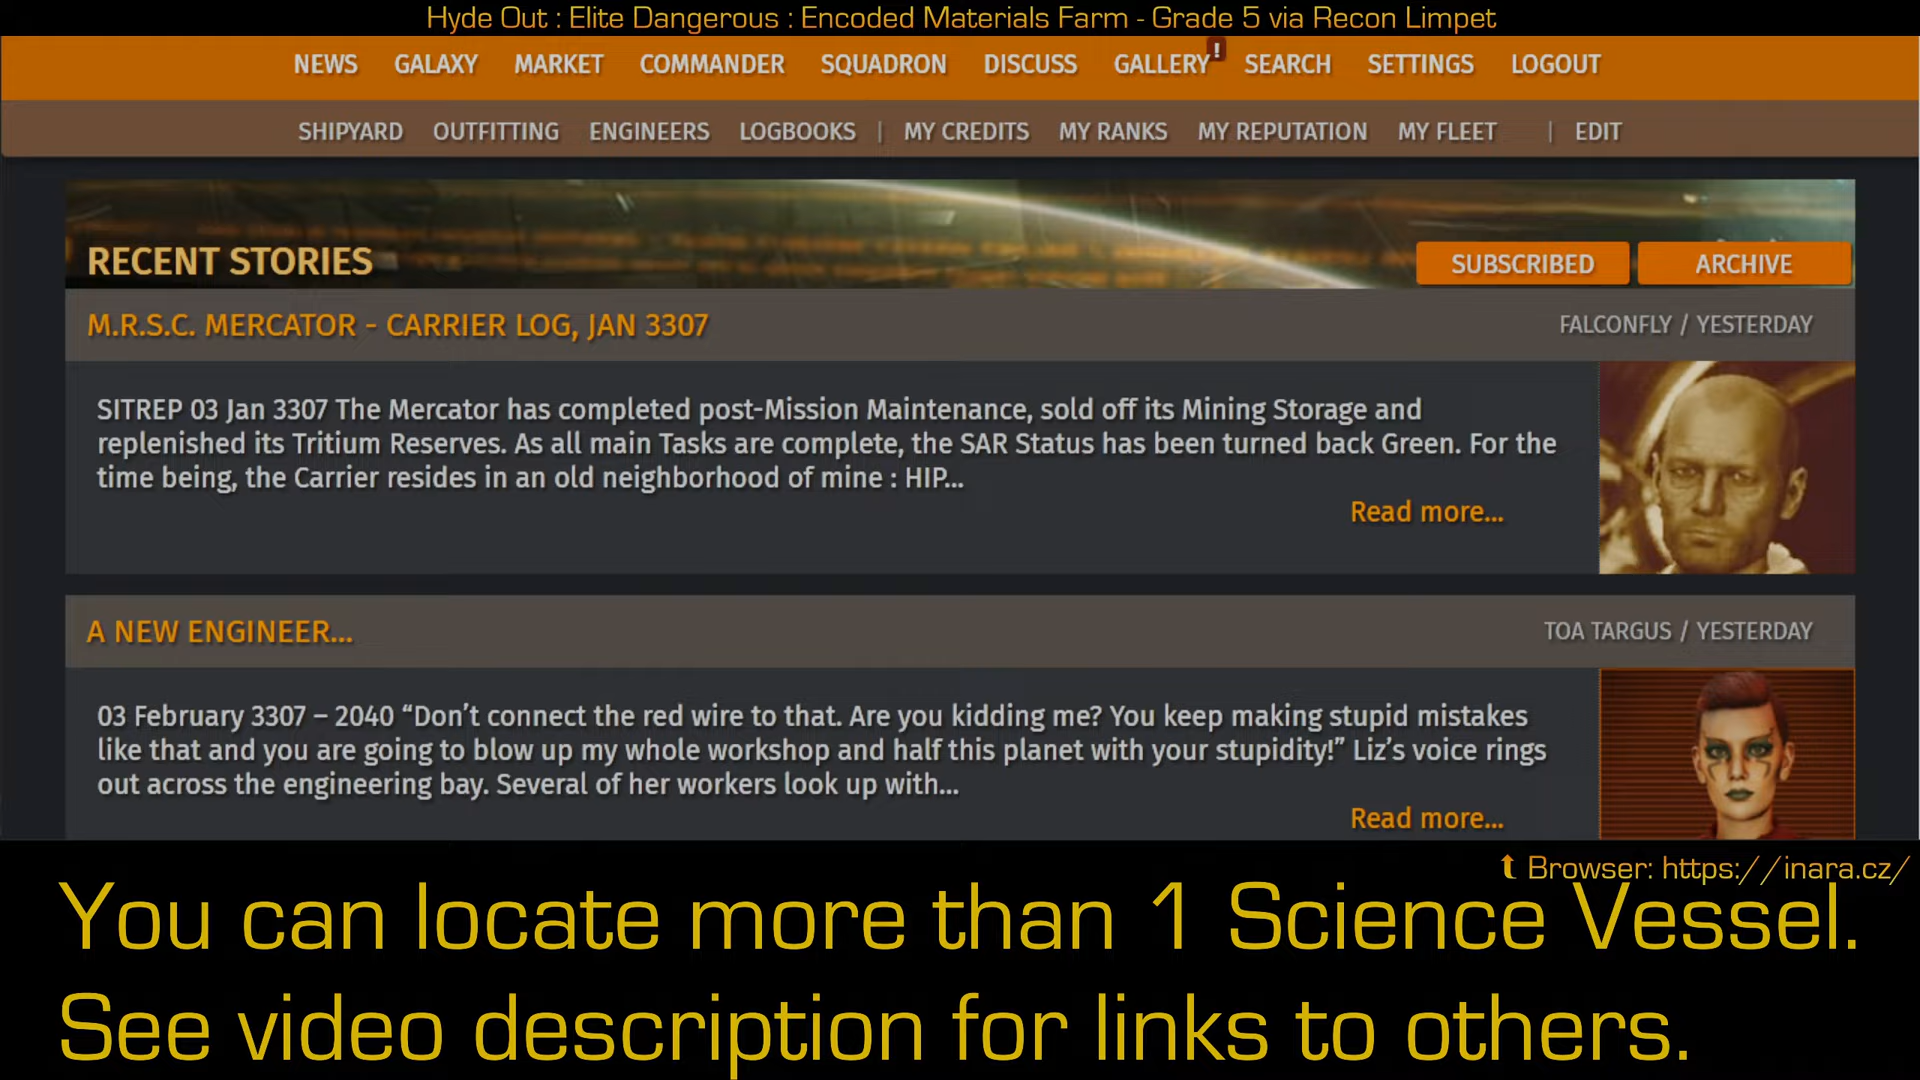 Hyde Out : Elite Dangerous : Encoded Materials Farm - Grade 5 via Recon Limpet
NEWS GALAXY MARKET COMMANDER SQUADRON DISCUSS GALLERY ! SEARCH SETTINGS LOGOUT
SHIPYARD OUTFITTING ENGINEERS LOGBOOKS | MY CREDITS MY RANKS MY REPUTATION MY FLEET | EDIT
RECENT STORIES SUBSCRIBED ARCHIVE
M.R.S.C. MERCATOR - CARRIER LOG, JAN 3307 FALCONFLY / YESTERDAY
SITREP 03 Jan 3307 The Mercator has completed post-Mission Maintenance, sold off its Mining Storage and
replenished its Tritium Reserves. As all main Tasks are complete, the SAR Status has been turned back Green. For the
time being, the Carrier resides in an old neighborhood of mine : HIP...
Read more...
A NEW ENGINEER... TOA TARGUS / YESTERDAY
03 February 3307 – 2040 “Don’t connect the red wire to that. Are you kidding me? You keep making stupid mistakes
like that and you are going to blow up my whole workshop and half this planet with your stupidity!” Liz’s voice rings
out across the engineering bay. Several of her workers look up with...
Read more...
⬆ Browser: https://inara.cz/
You can locate more than 1 Science Vessel.
See video description for links to others.